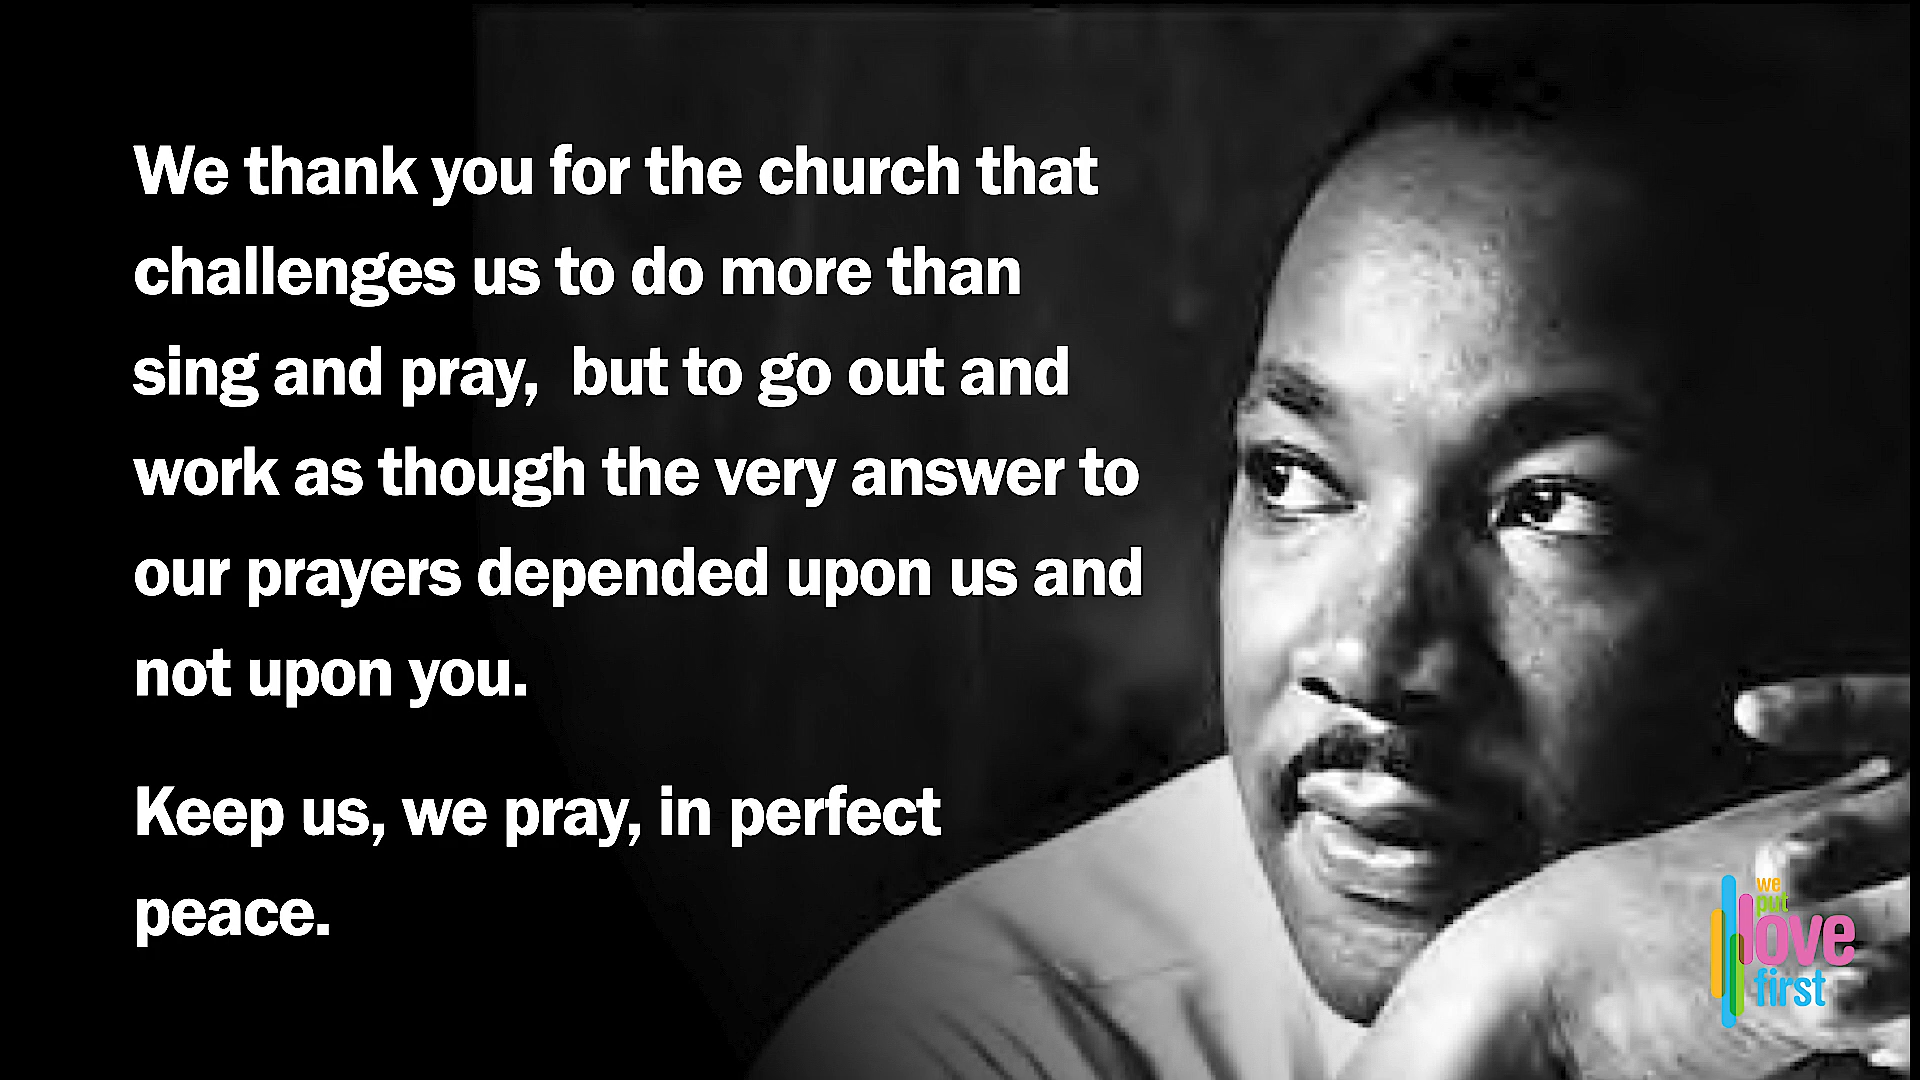 We thank you for the church that
challenges us to do more than
sing and pray,  but to go out and
work as though the very answer to
our prayers depended upon us and
not upon you.
Keep us, we pray, in perfect
peace.
we
put
love
first